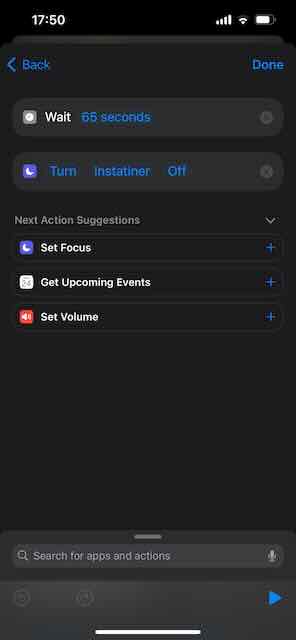 17:50
Back Done
Wait 65 seconds
Turn Instatiner Off
Next Action Suggestions
Set Focus
24 Get Upcoming Events
Set Volume
Search for apps and actions